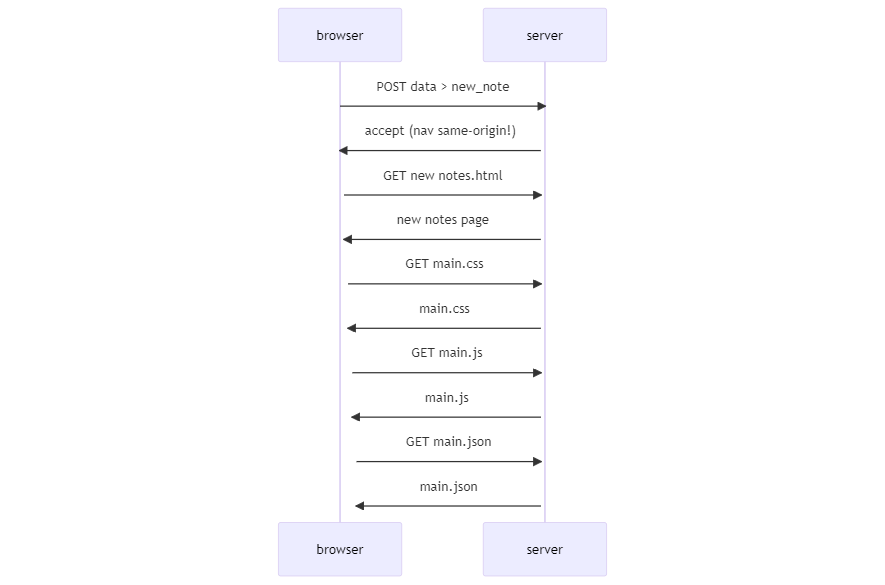 browser
server
POST data > new_note
accept (nav same-origin!)
GET new notes.html
new notes page
GET main.css
main.css
GET main.js
main.js
GET main.json
main.json
browser
server